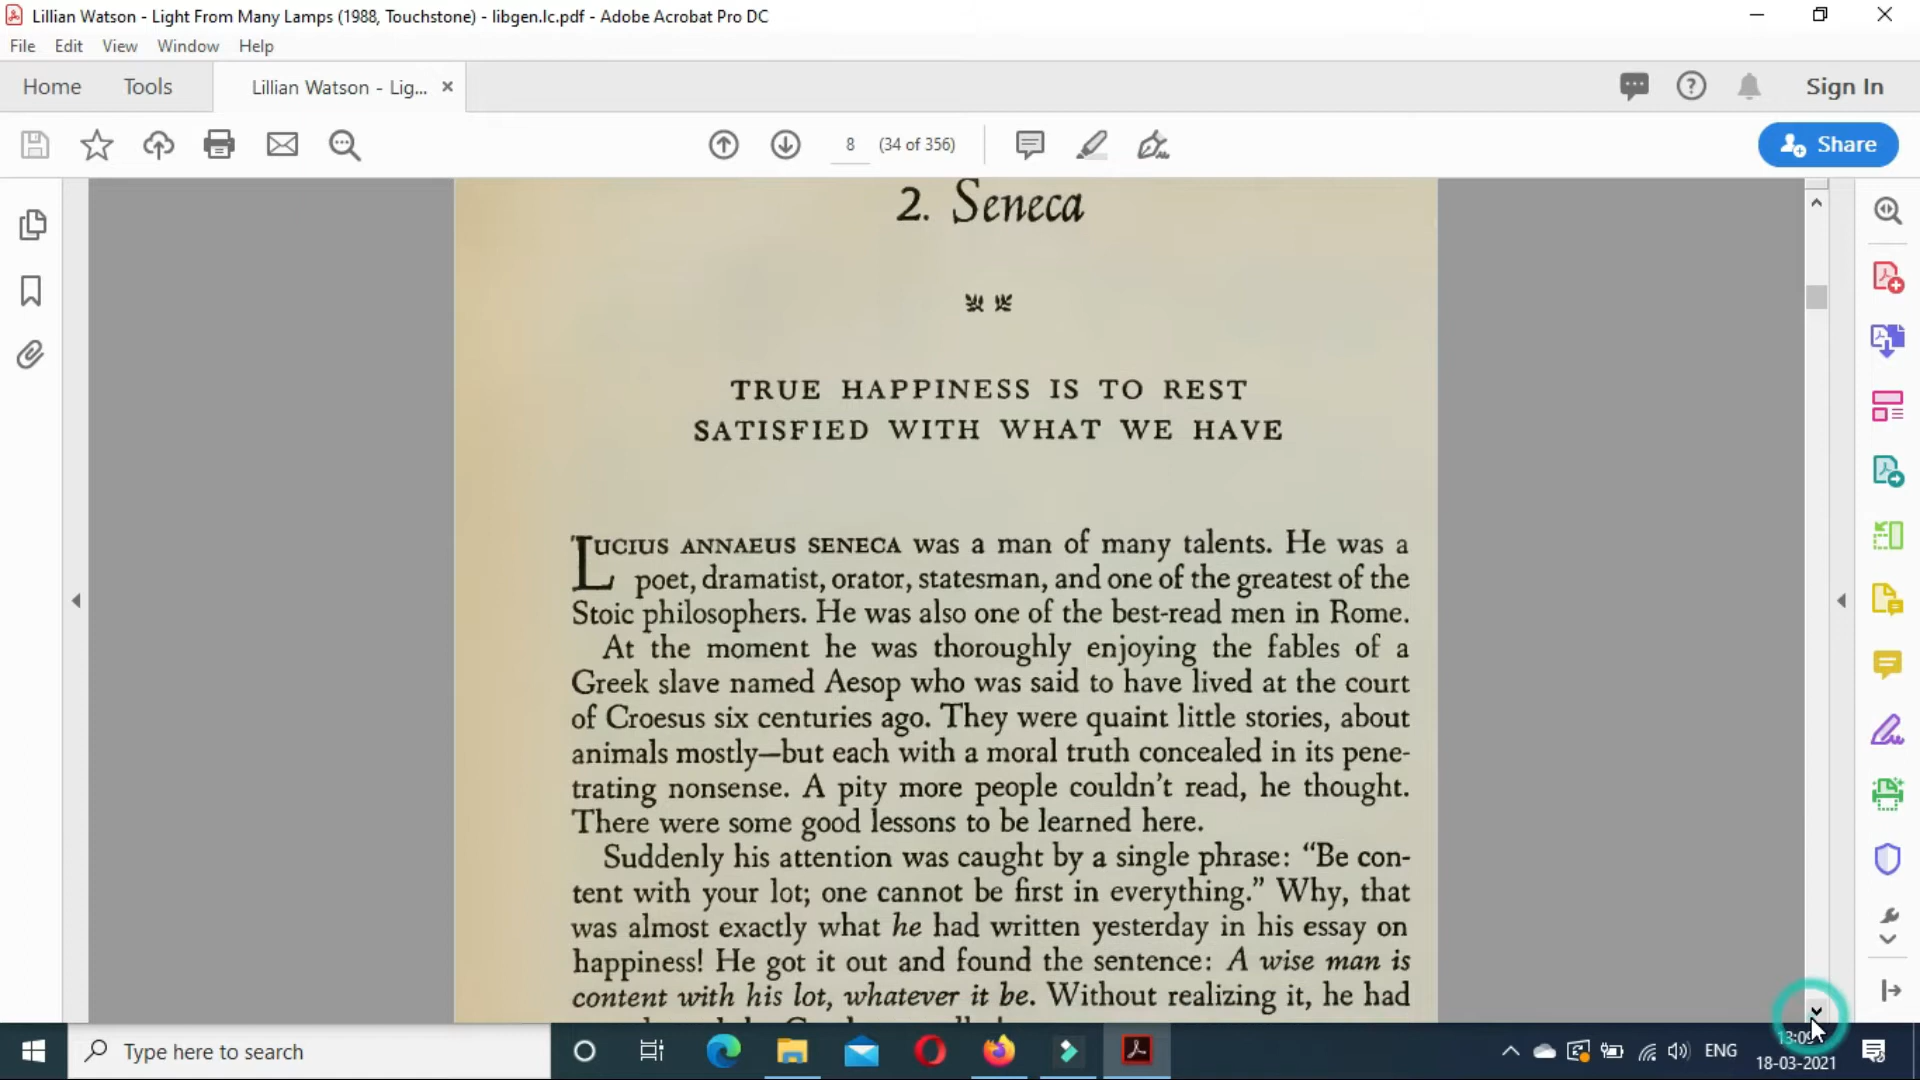 Lillian Watson - Light From Many Lamps (1988, Touchstone) - libgen.lc.pdf - Adobe Acrobat Pro DC
File Edit View Window Help
Home Tools Lillian Watson - Lig... Sign In
8 (34 of 356) Share
2. Seneca
TRUE HAPPINESS IS TO REST
SATISFIED WITH WHAT WE HAVE
LUCIUS ANNAEUS SENECA was a man of many talents. He was a
poet, dramatist, orator, statesman, and one of the greatest of the
Stoic philosophers. He was also one of the best-read men in Rome.
At the moment he was thoroughly enjoying the fables of a
Greek slave named Aesop who was said to have lived at the court
of Croesus six centuries ago. They were quaint little stories, about
animals mostly—but each with a moral truth concealed in its pene-
trating nonsense. A pity more people couldn't read, he thought.
There were some good lessons to be learned here.
Suddenly his attention was caught by a single phrase: "Be con-
tent with your lot; one cannot be first in everything." Why, that
was almost exactly what he had written yesterday in his essay on
happiness! He got it out and found the sentence: A wise man is
content with his lot, whatever it be. Without realizing it, he had
Type here to search
ENG
13:09
18-03-2021